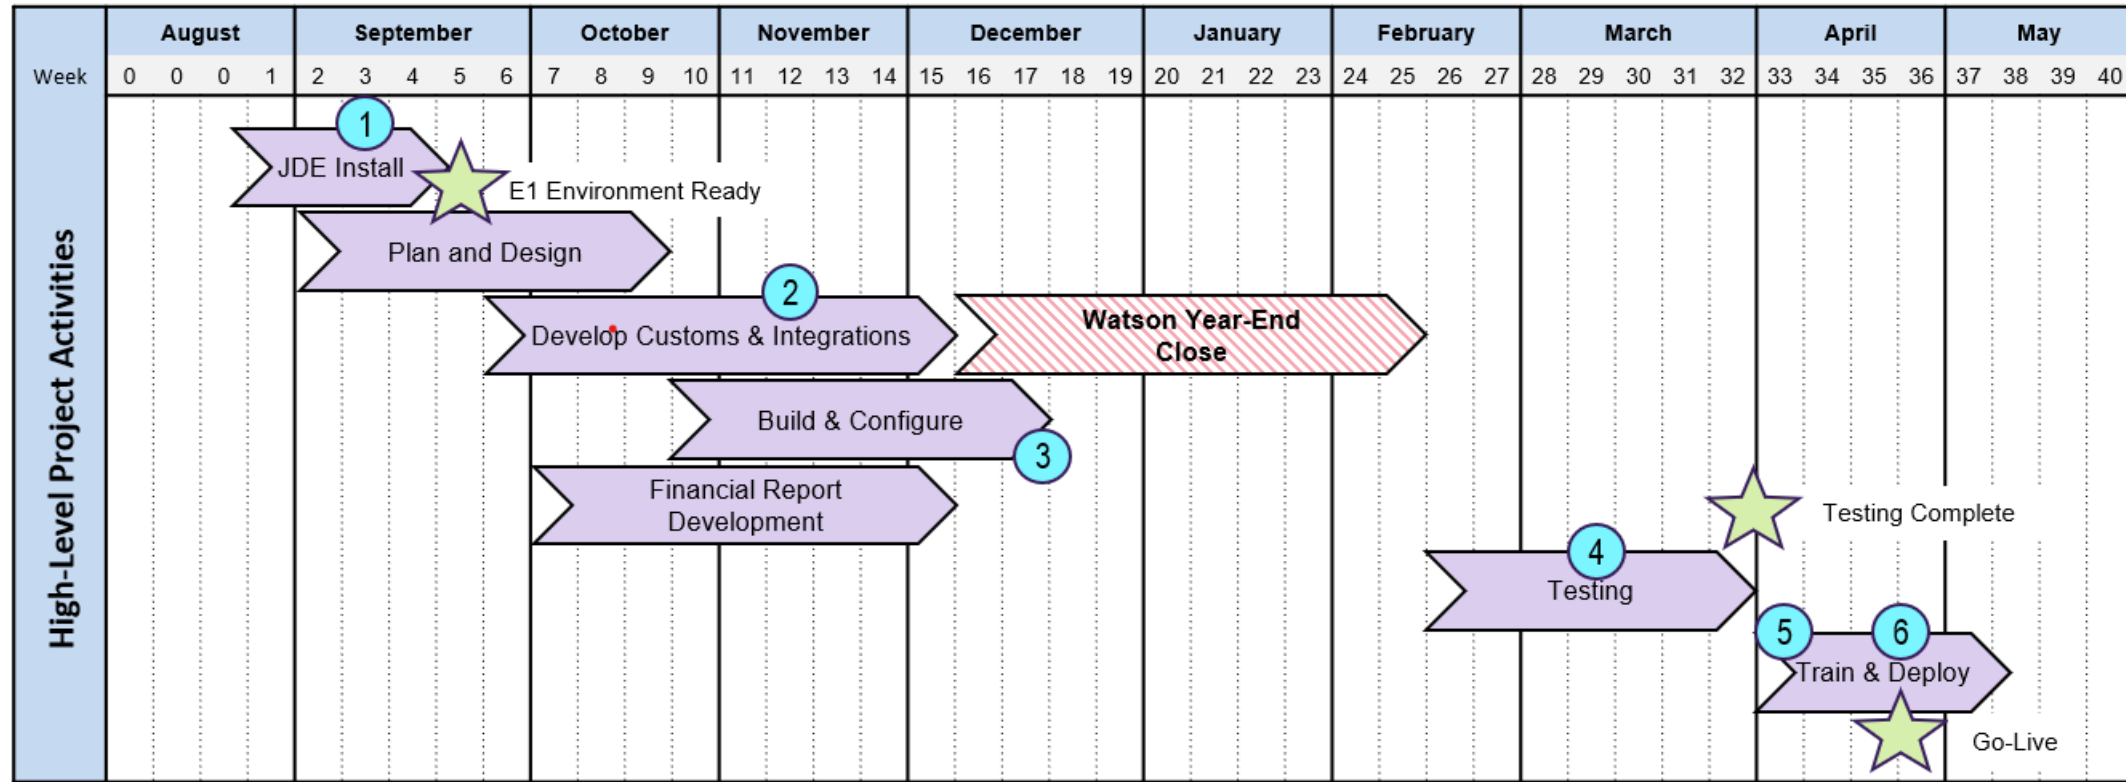 August September October November December January February March April May
Week 0 0 0 1 2 3 4 5 6 7 8 9 10 11 12 13 14 15 16 17 18 19 20 21 22 23 24 25 26 27 28 29 30 31 32 33 34 35 36 37 38 39 40
High-Level Project Activities
1
JDE Install
E1 Environment Ready
Plan and Design
2
Develop Customs & Integrations
Watson Year-End
Close
Build & Configure
3
Financial Report
Development
Testing Complete
4
Testing
5 6
Train & Deploy
Go-Live